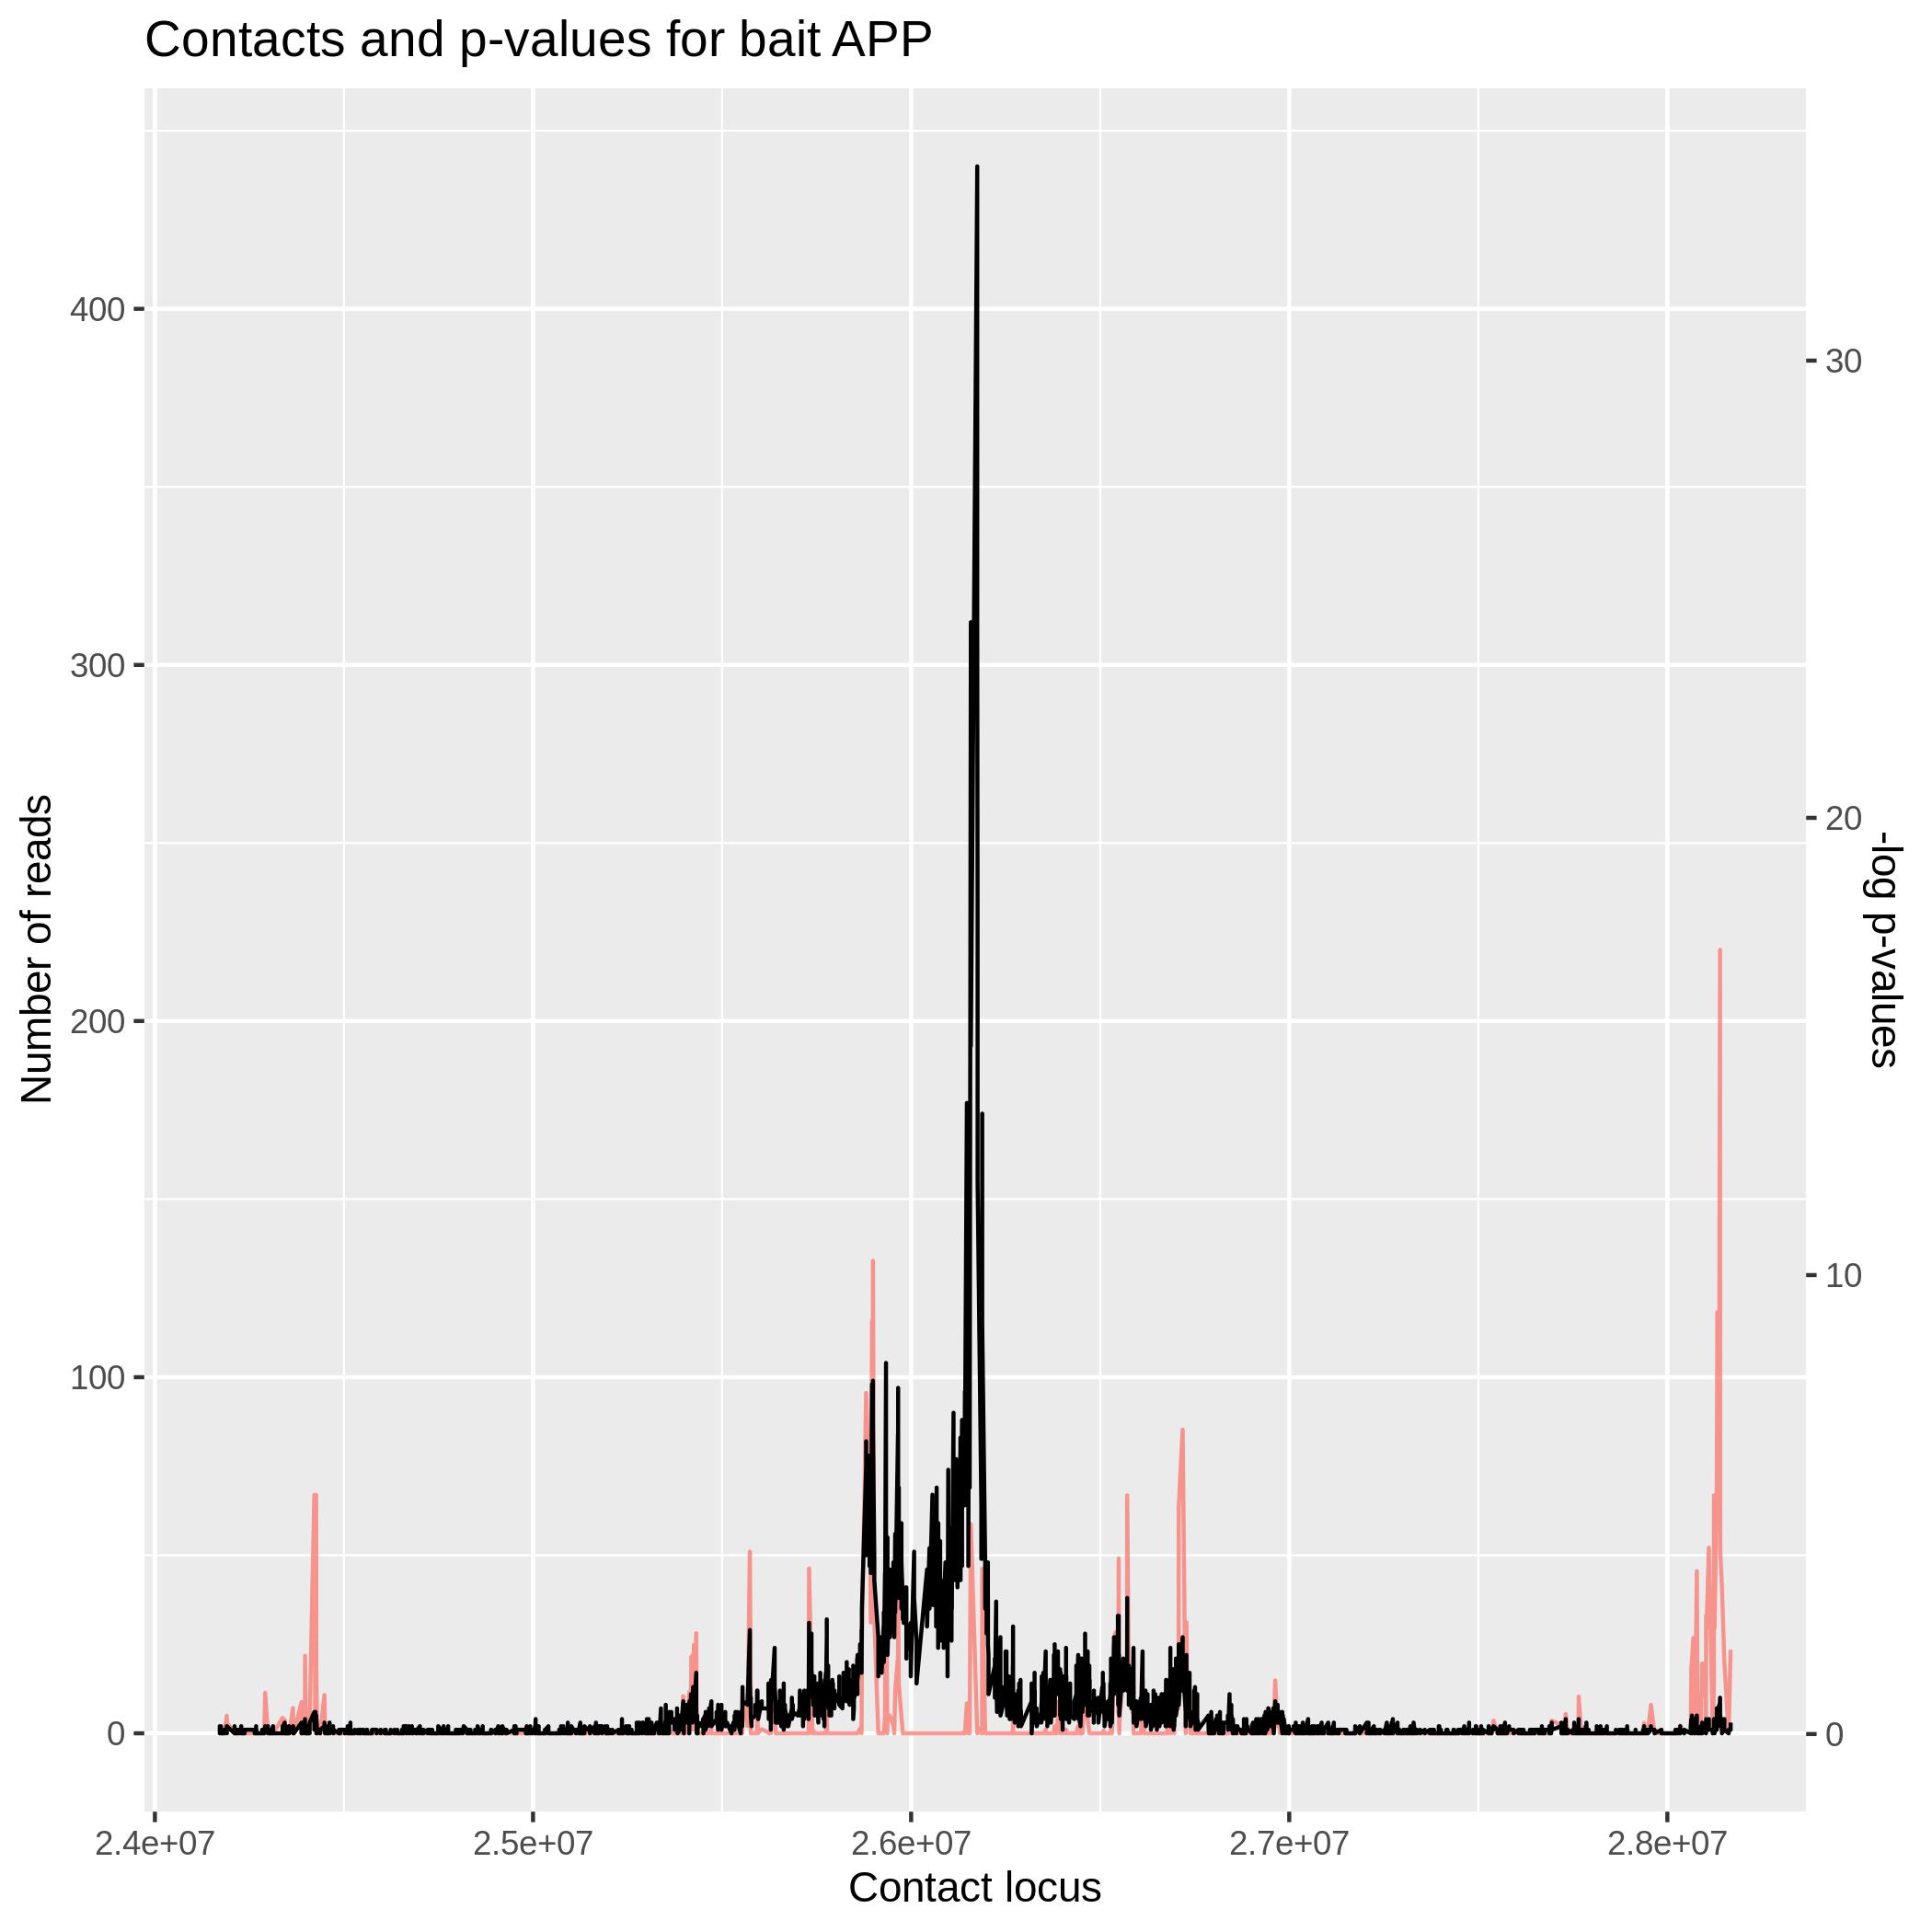 Contacts and p-values for bait APP
Number of reads
400
300
200
100
0
30
20
10
0
-log p-values
2.4e+07 2.5e+07 2.6e+07 2.7e+07 2.8e+07
Contact locus